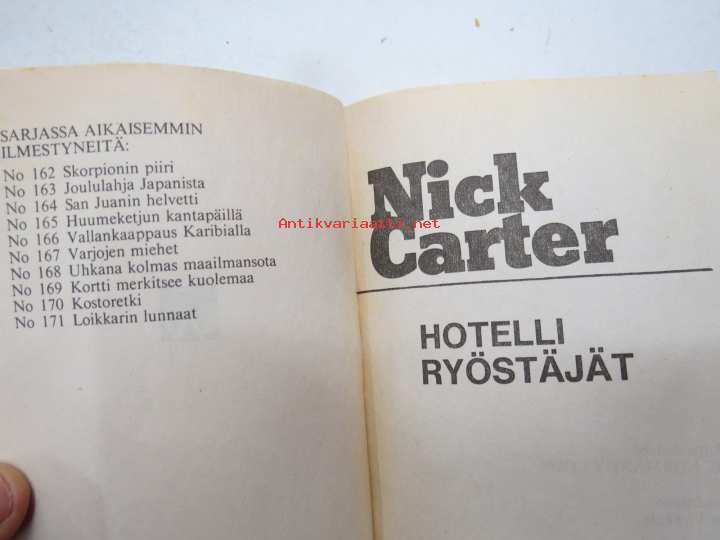 SARJASSA AIKAISEMMIN
ILMESTYNEITÄ:
No 162 Skorpionin piiri
No 163 Joululahja Japanista
No 164 San Juanin helvetti
No 165 Huumeketjun kantapäillä
No 166 Vallankaappaus Karibialla
No 167 Varjojen miehet
No 168 Uhkana kolmas maailmansota
No 169 Kortti merkitsee kuolemaa
No 170 Kostoretki
No 171 Loikkarin lunnaat
Antikvariaatti.net
Nick
Carter
HOTELLI
RYÖSTÄJÄT